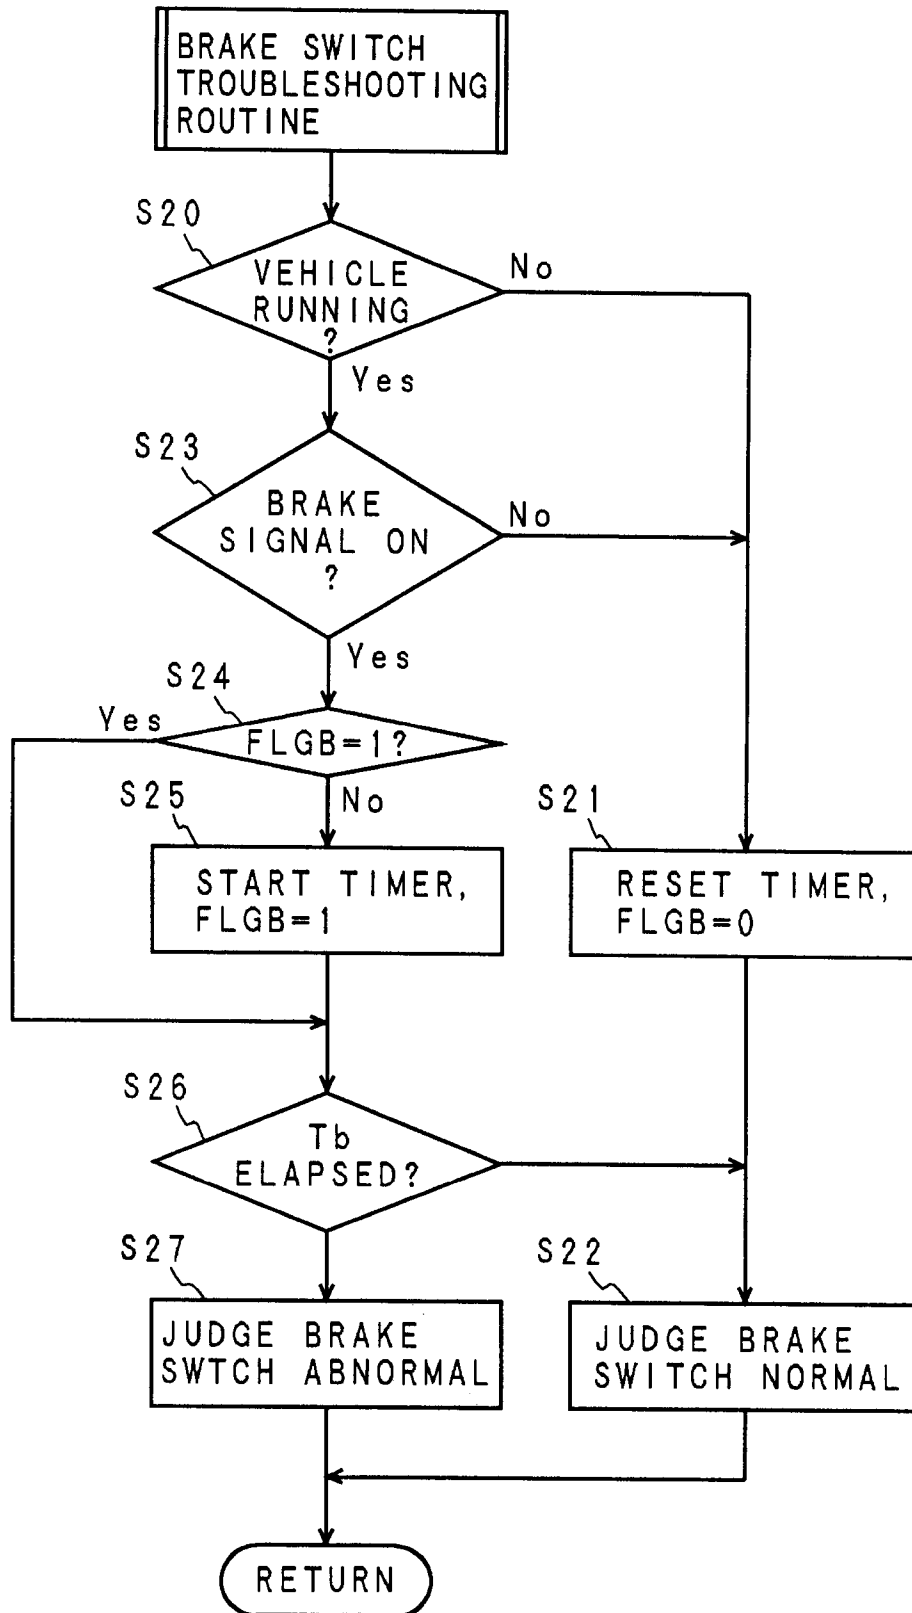 BRAKE SWITCH
TROUBLESHOOTING
ROUTINE
S20
VEHICLE
RUNNING
?
No
Yes
S23
BRAKE
SIGNAL ON
?
No
Yes
S24
Yes
FLGB=1?
No
S25
START TIMER,
FLGB=1
S21
RESET TIMER,
FLGB=0
S26
Tb
ELAPSED?
S27
JUDGE BRAKE
SWTCH ABNORMAL
S22
JUDGE BRAKE
SWITCH NORMAL
RETURN